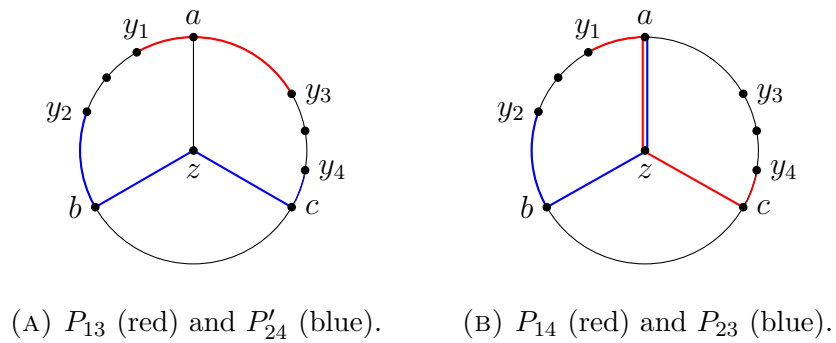 a a
y₁ y₁
y₂ y₃ y₂ y₃
y₄ y₄
z z
b c b c
(A) P₁₃ (red) and P′₂₄ (blue). (B) P₁₄ (red) and P₂₃ (blue).